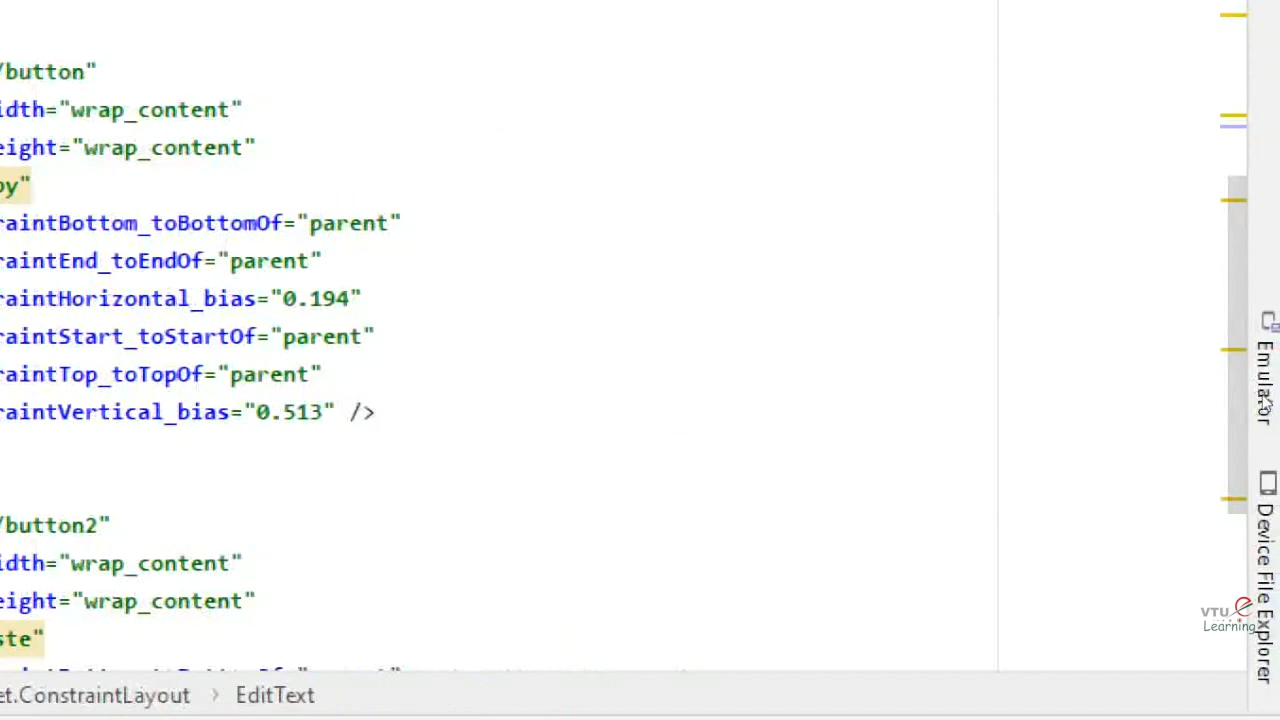 /button"
idth="wrap_content"
eight="wrap_content"
py"
raintBottom_toBottomOf="parent"
raintEnd_toEndOf="parent"
raintHorizontal_bias="0.194"
raintStart_toStartOf="parent"
raintTop_toTopOf="parent"
raintVertical_bias="0.513" />
/button2"
idth="wrap_content"
eight="wrap_content"
ste"
et.ConstraintLayout > EditText
Emulator
Device File Explorer
VTU e
Learning